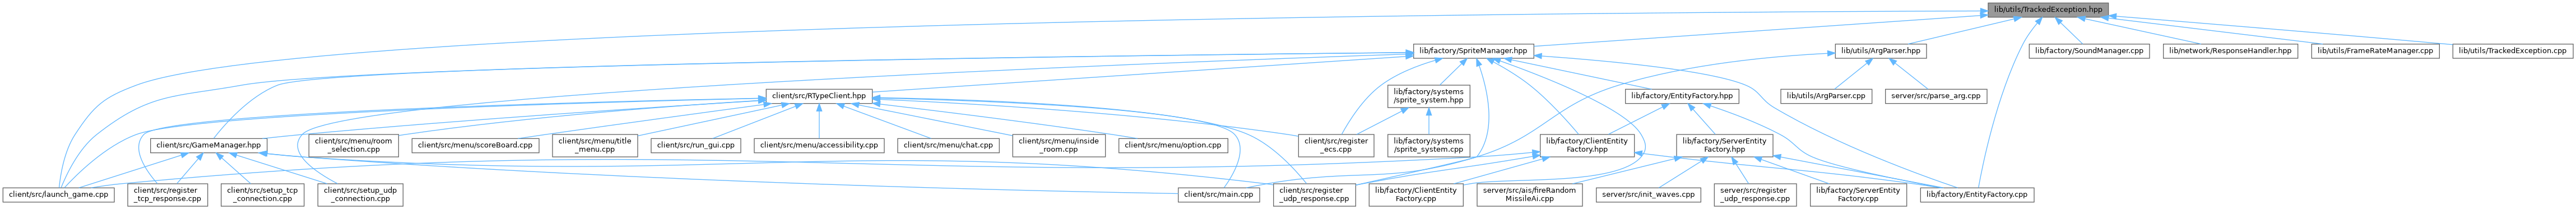 lib/utils/TrackedException.hpp
lib/factory/SpriteManager.hpp
lib/utils/ArgParser.hpp
lib/factory/SoundManager.cpp
lib/network/ResponseHandler.hpp
lib/utils/FrameRateManager.cpp
lib/utils/TrackedException.cpp
client/src/RTypeClient.hpp
lib/factory/systems
/sprite_system.hpp
lib/factory/EntityFactory.hpp
lib/utils/ArgParser.cpp
server/src/parse_arg.cpp
client/src/GameManager.hpp
client/src/menu/room
_selection.cpp
client/src/menu/scoreBoard.cpp
client/src/menu/title
_menu.cpp
client/src/run_gui.cpp
client/src/menu/accessibility.cpp
client/src/menu/chat.cpp
client/src/menu/inside
_room.cpp
client/src/menu/option.cpp
client/src/register
_ecs.cpp
lib/factory/systems
/sprite_system.cpp
lib/factory/ClientEntity
Factory.hpp
lib/factory/ServerEntity
Factory.hpp
client/src/launch_game.cpp
client/src/register
_tcp_response.cpp
client/src/setup_tcp
_connection.cpp
client/src/setup_udp
_connection.cpp
client/src/main.cpp
client/src/register
_udp_response.cpp
lib/factory/ClientEntity
Factory.cpp
server/src/ais/fireRandom
MissileAi.cpp
server/src/init_waves.cpp
server/src/register
_udp_response.cpp
lib/factory/ServerEntity
Factory.cpp
lib/factory/EntityFactory.cpp